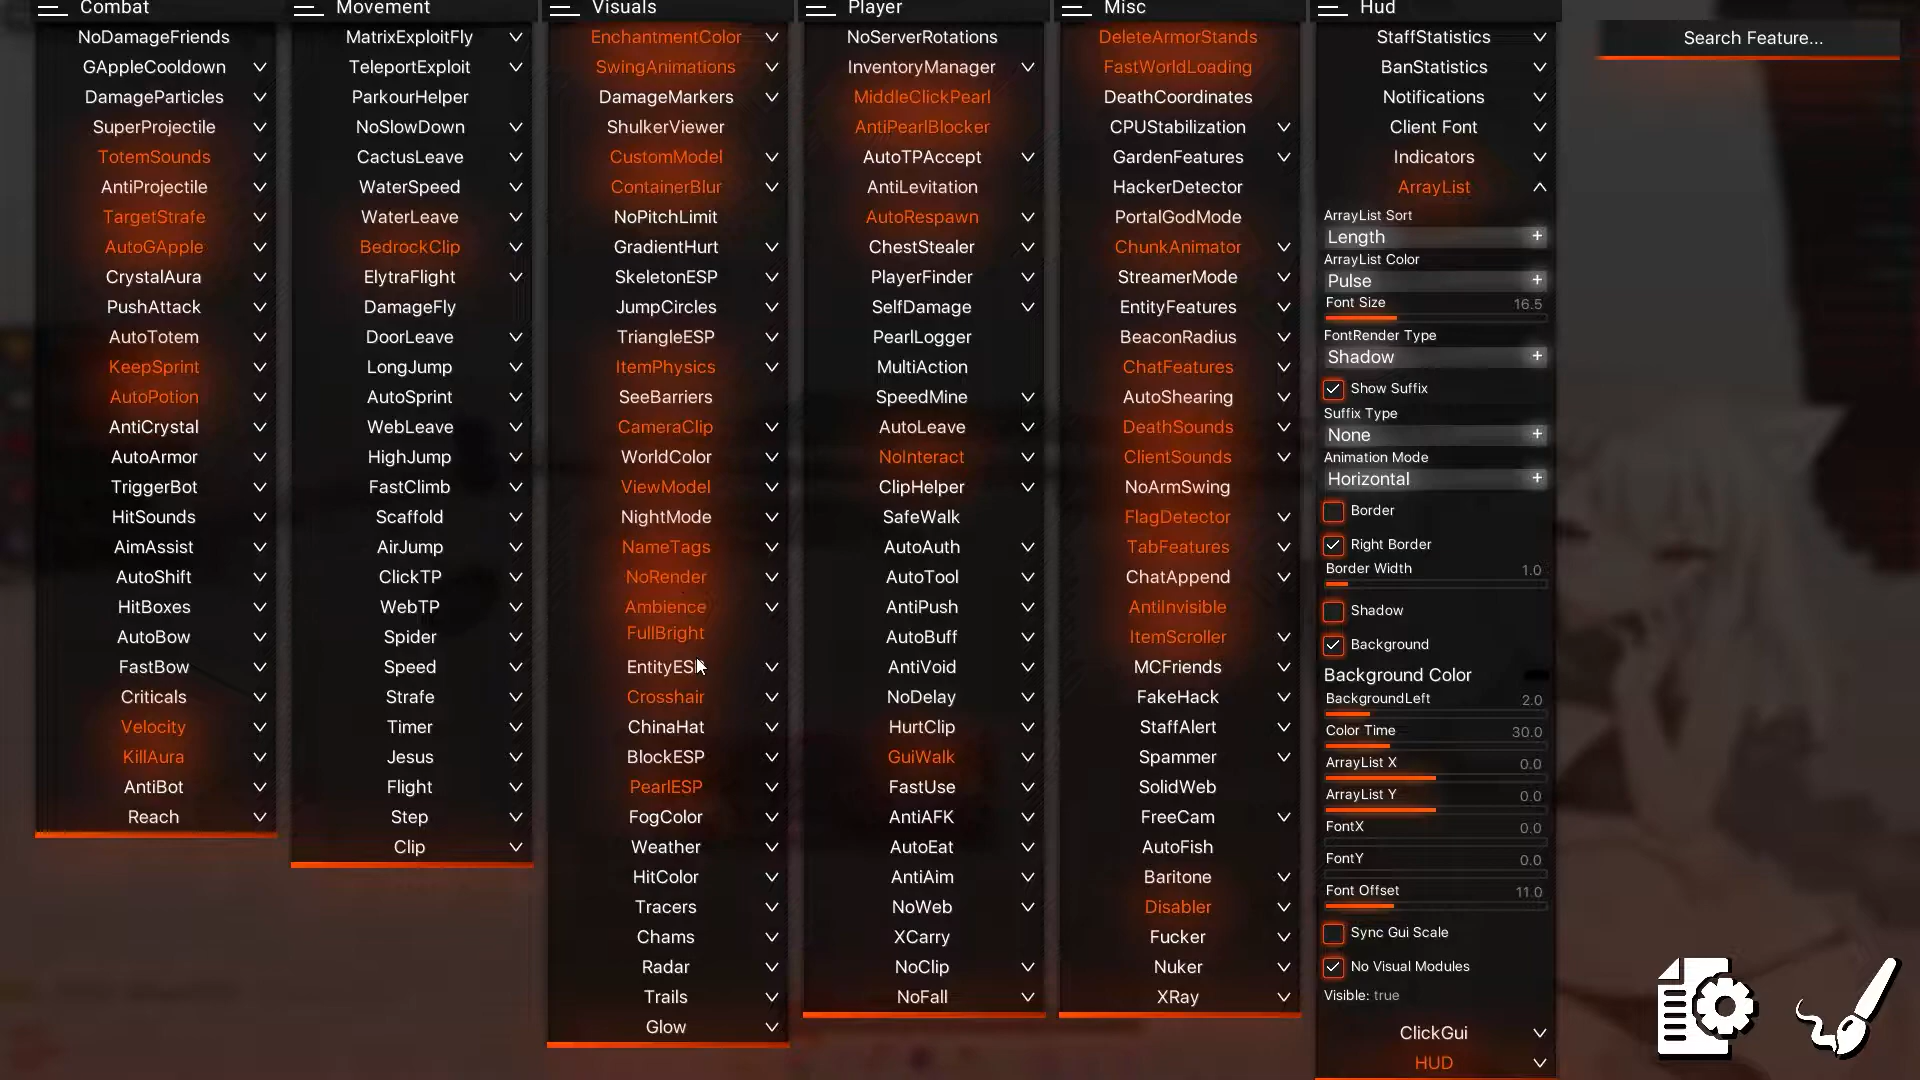 Combat
NoDamageFriends
GAppleCooldown
DamageParticles
SuperProjectile
TotemSounds
AntiProjectile
TargetStrafe
AutoGApple
CrystalAura
PushAttack
AutoTotem
KeepSprint
AutoPotion
AntiCrystal
AutoArmor
TriggerBot
HitSounds
AimAssist
AutoShift
HitBoxes
AutoBow
FastBow
Criticals
Velocity
KillAura
AntiBot
Reach
Movement
MatrixExploitFly
TeleportExploit
ParkourHelper
NoSlowDown
CactusLeave
WaterSpeed
WaterLeave
BedrockClip
ElytraFlight
DamageFly
DoorLeave
LongJump
AutoSprint
WebLeave
HighJump
FastClimb
Scaffold
AirJump
ClickTP
WebTP
Spider
Speed
Strafe
Timer
Jesus
Flight
Step
Clip
Visuals
EnchantmentColor
SwingAnimations
DamageMarkers
ShulkerViewer
CustomModel
ContainerBlur
NoPitchLimit
GradientHurt
SkeletonESP
JumpCircles
TriangleESP
ItemPhysics
SeeBarriers
CameraClip
WorldColor
ViewModel
NightMode
NameTags
NoRender
Ambience
FullBright
EntityESP
Crosshair
ChinaHat
BlockESP
PearlESP
FogColor
Weather
HitColor
Tracers
Chams
Radar
Trails
Glow
Player
NoServerRotations
InventoryManager
MiddleClickPearl
AntiPearlBlocker
AutoTPAccept
AntiLevitation
AutoRespawn
ChestStealer
PlayerFinder
SelfDamage
PearlLogger
MultiAction
SpeedMine
AutoLeave
NoInteract
ClipHelper
SafeWalk
AutoAuth
AutoTool
AntiPush
AutoBuff
AntiVoid
NoDelay
HurtClip
GuiWalk
FastUse
AntiAFK
AutoEat
AntiAim
NoWeb
XCarry
NoClip
NoFall
Misc
DeleteArmorStands
FastWorldLoading
DeathCoordinates
CPUStabilization
GardenFeatures
HackerDetector
PortalGodMode
ChunkAnimator
StreamerMode
EntityFeatures
BeaconRadius
ChatFeatures
AutoShearing
DeathSounds
ClientSounds
NoArmSwing
FlagDetector
TabFeatures
ChatAppend
AntiInvisible
ItemScroller
MCFriends
FakeHack
StaffAlert
Spammer
SolidWeb
FreeCam
AutoFish
Baritone
Disabler
Fucker
Nuker
XRay
Hud
StaffStatistics
BanStatistics
Notifications
Client Font
Indicators
ArrayList
ArrayList Sort
Length +
ArrayList Color
Pulse +
Font Size 16.5
FontRender Type
Shadow +
Show Suffix
Suffix Type
None +
Animation Mode
Horizontal +
Border
Right Border
Border Width 1.0
Shadow
Background
Background Color
BackgroundLeft 2.0
Color Time 30.0
ArrayList X 0.0
ArrayList Y 0.0
FontX 0.0
FontY 0.0
Font Offset 11.0
Sync Gui Scale
No Visual Modules
Visible: true
ClickGui
HUD
Search Feature...